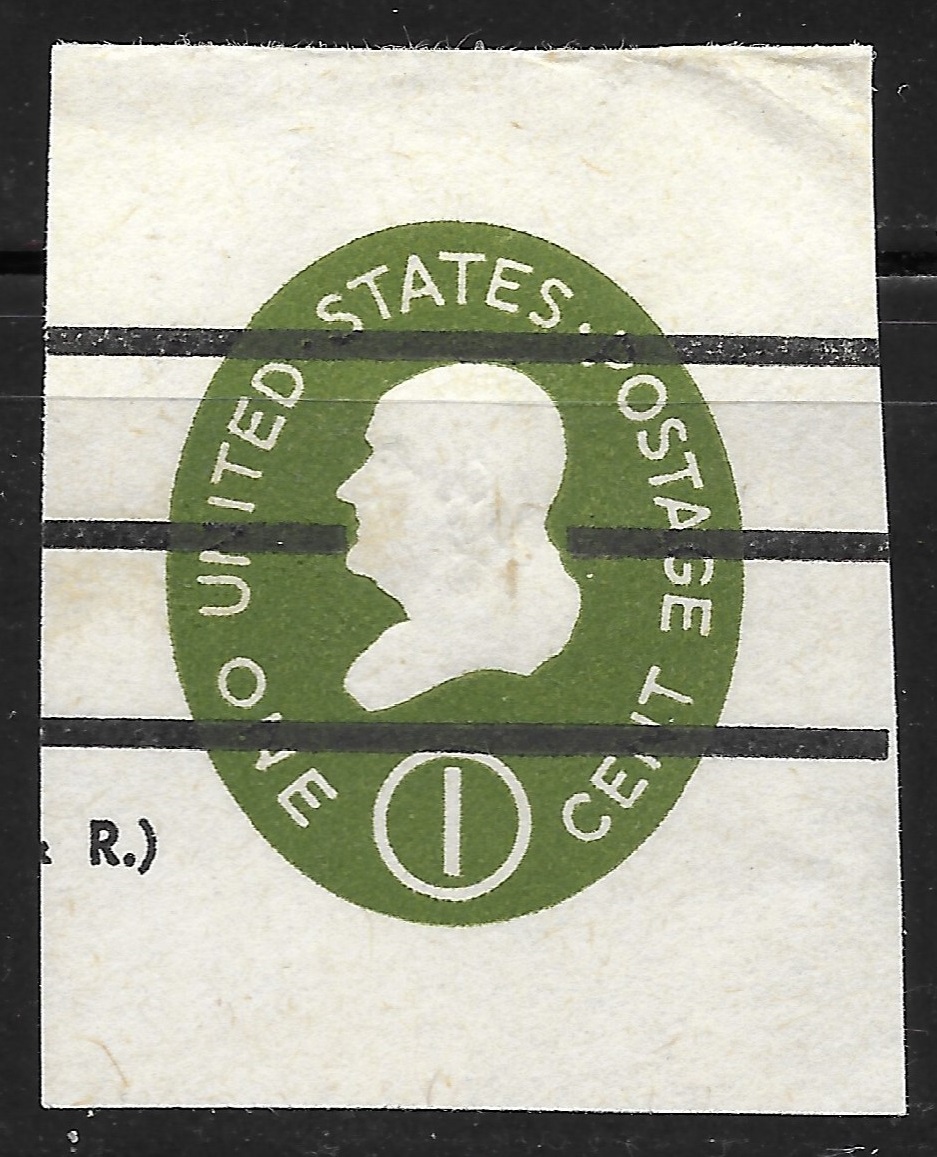 UNITED STATES · POSTAGE
ONE CENT
1
R.)